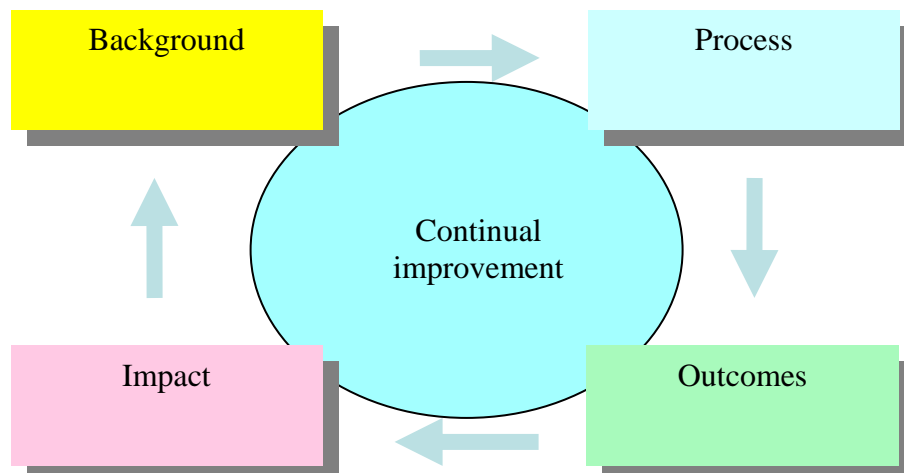 Background
Process
Continual
improvement
Impact
Outcomes